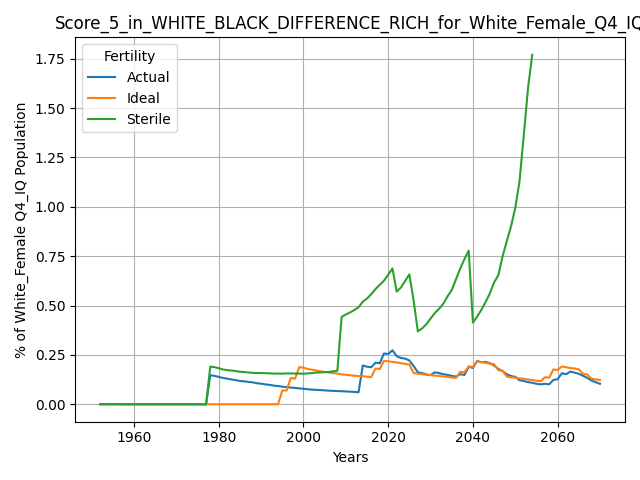 Score_5_in_WHITE_BLACK_DIFFERENCE_RICH_for_White_Female_Q4_IQ
Fertility
Actual
Ideal
Sterile
% of White_Female Q4_IQ Population
1.75
1.50
1.25
1.00
0.75
0.50
0.25
0.00
1960 1980 2000 2020 2040 2060
Years